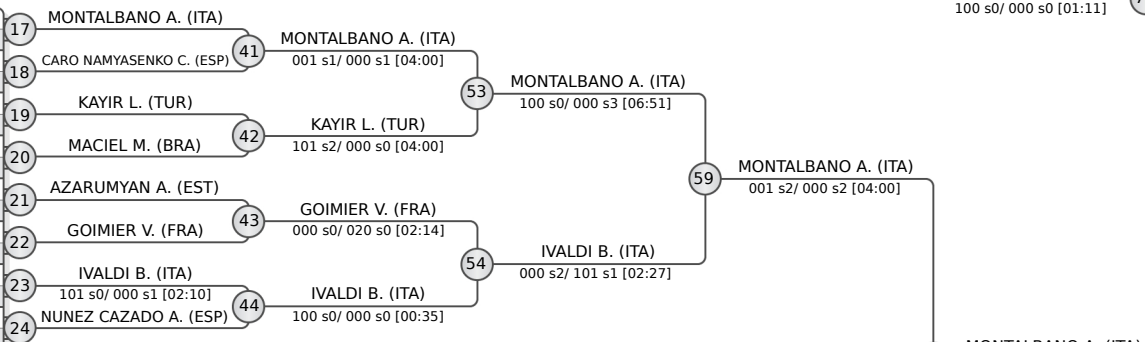 100 s0/ 000 s0 [01:11]
17
MONTALBANO A. (ITA)
18
CARO NAMYASENKO C. (ESP)
41
MONTALBANO A. (ITA)
001 s1/ 000 s1 [04:00]
19
KAYIR L. (TUR)
20
MACIEL M. (BRA)
42
KAYIR L. (TUR)
101 s2/ 000 s0 [04:00]
53
MONTALBANO A. (ITA)
100 s0/ 000 s3 [06:51]
21
AZARUMYAN A. (EST)
22
GOIMIER V. (FRA)
43
GOIMIER V. (FRA)
000 s0/ 020 s0 [02:14]
23
IVALDI B. (ITA)
101 s0/ 000 s1 [02:10]
24
NUNEZ CAZADO A. (ESP)
44
IVALDI B. (ITA)
100 s0/ 000 s0 [00:35]
54
IVALDI B. (ITA)
000 s2/ 101 s1 [02:27]
59
MONTALBANO A. (ITA)
001 s2/ 000 s2 [04:00]